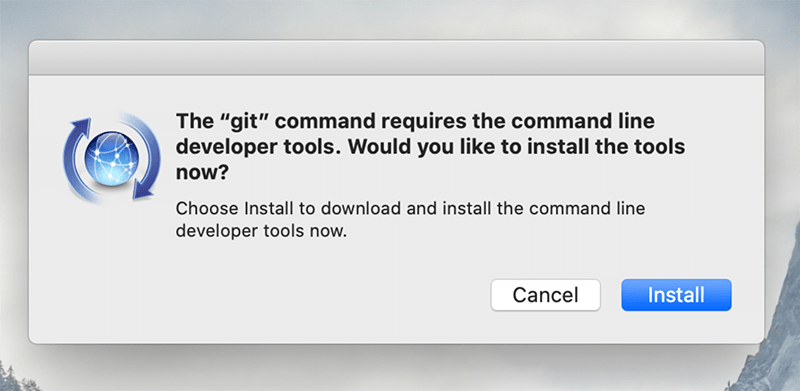 The “git” command requires the command line
developer tools. Would you like to install the tools
now?
Choose Install to download and install the command line
developer tools now.
Cancel
Install